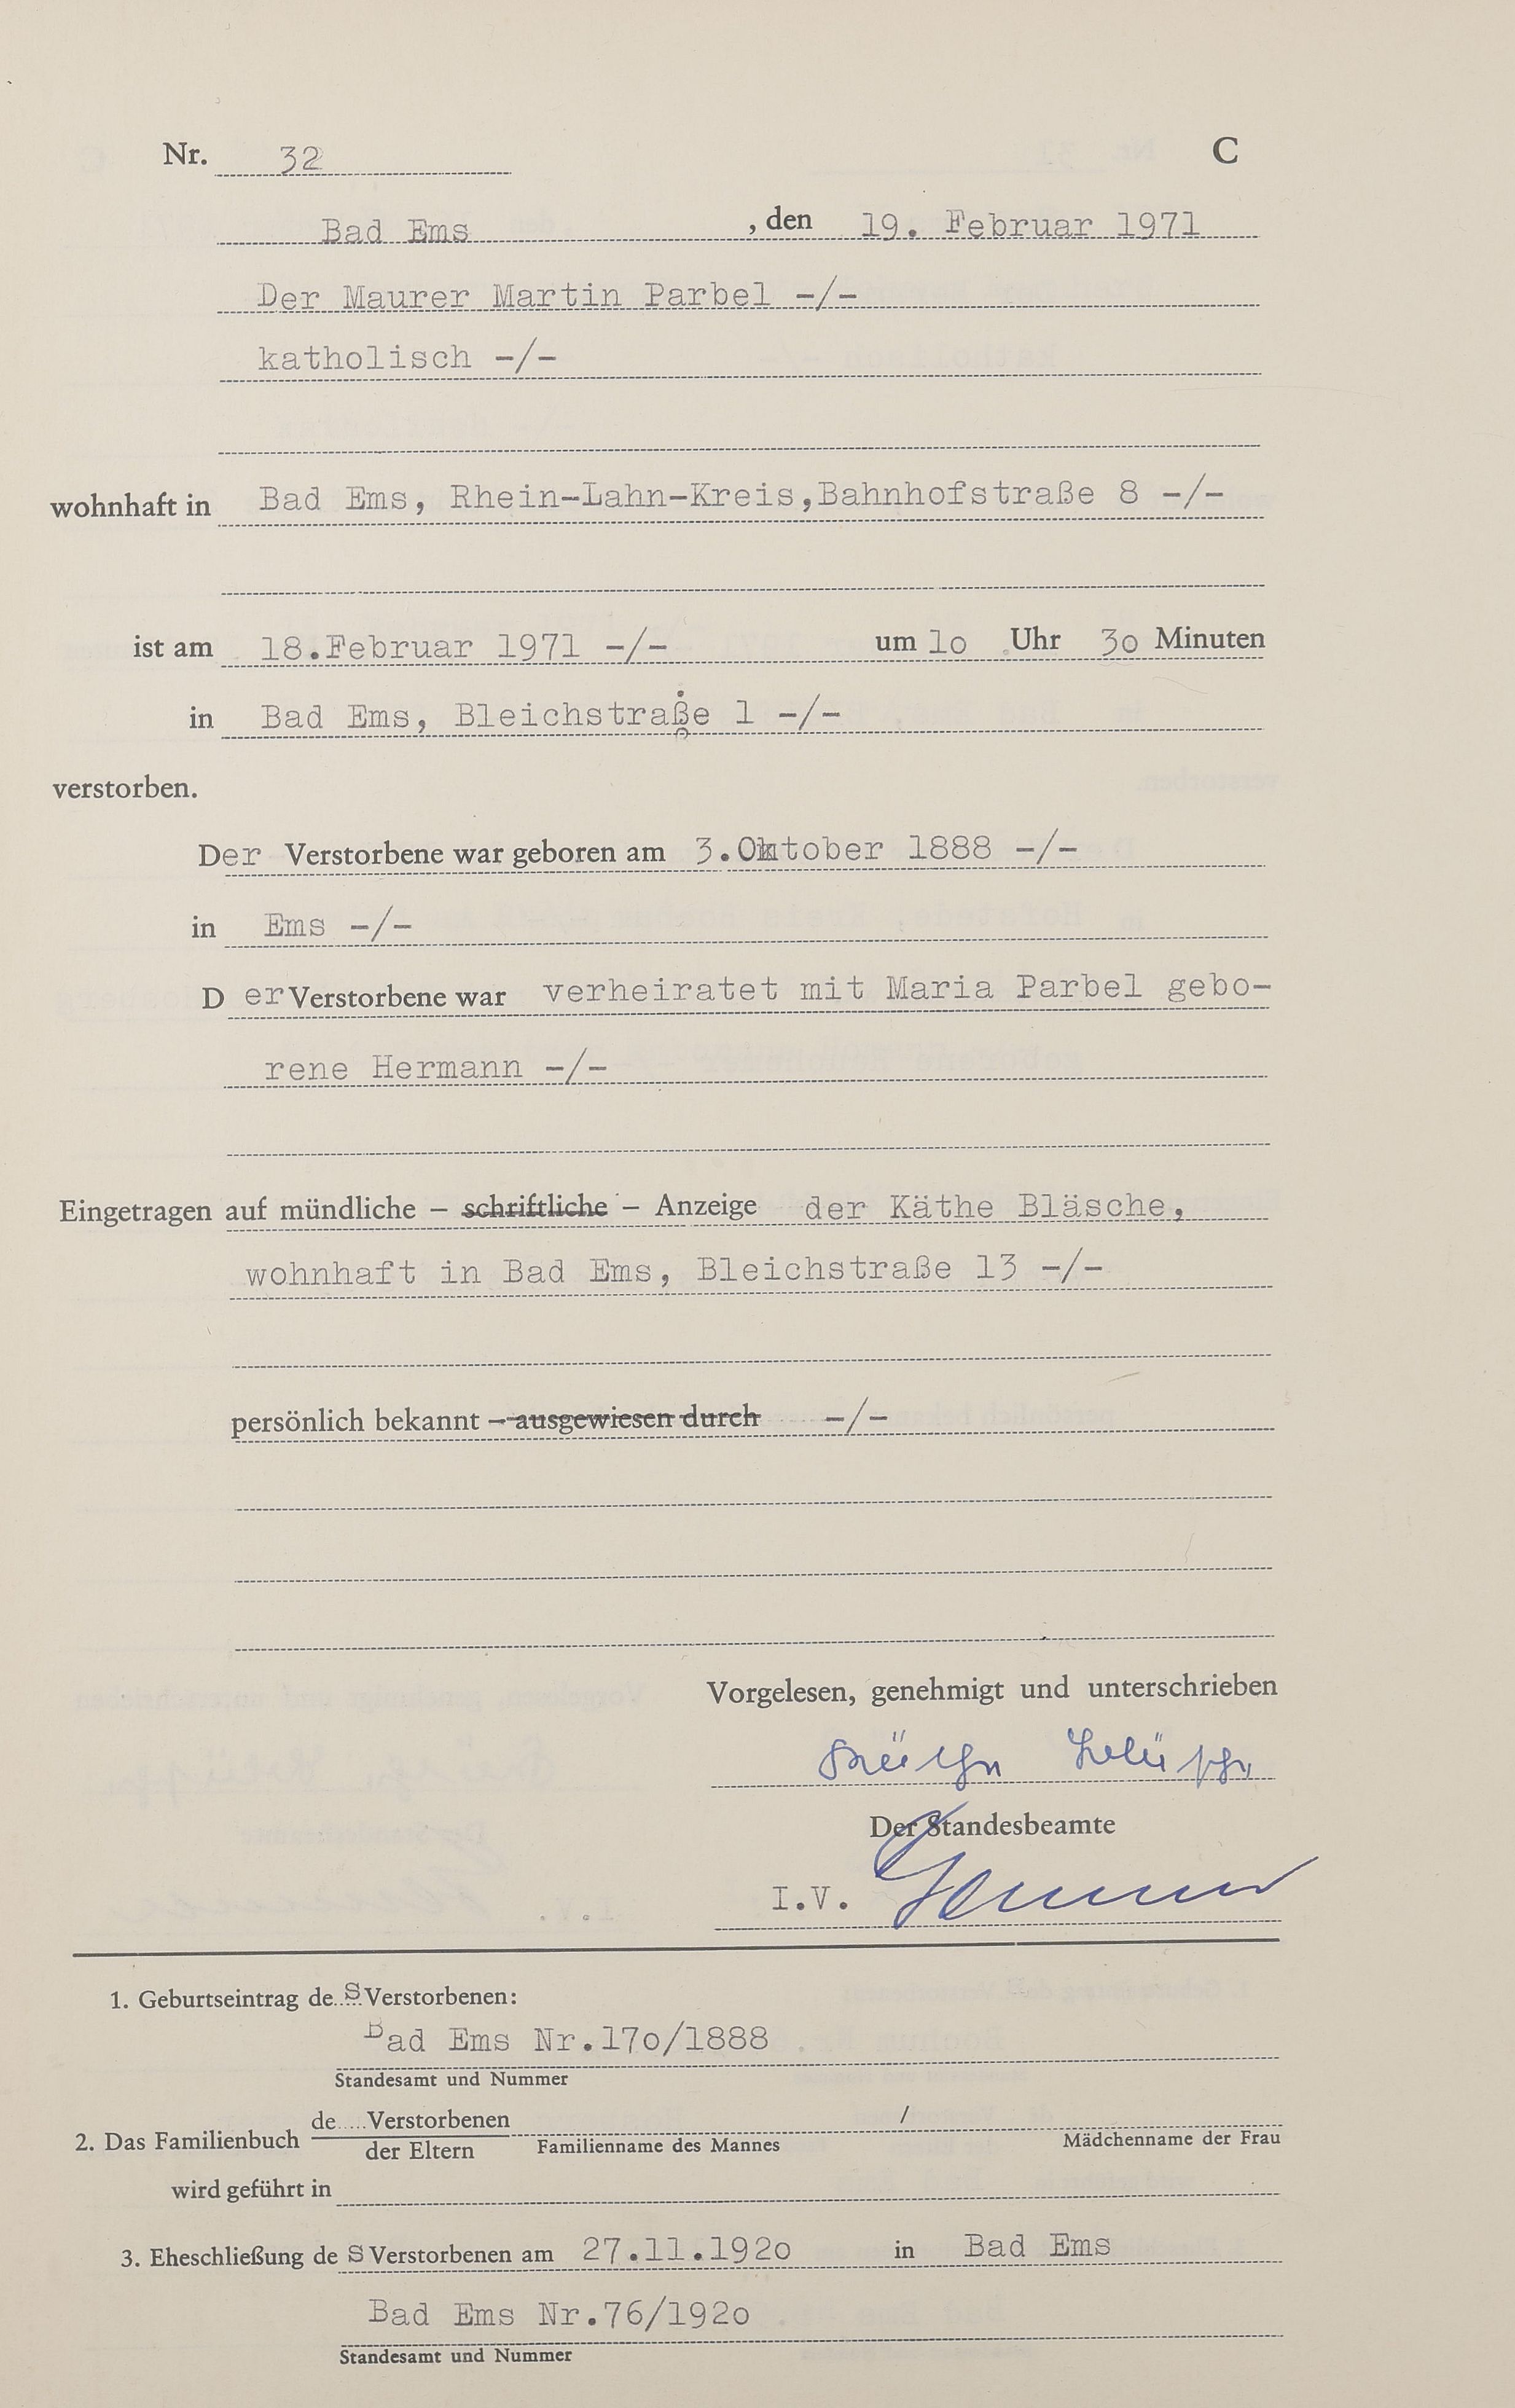 Nr. 32 C
Bad Ems , den 19. Februar 1971
Der Maurer Martin Parbel -/-
katholisch -/-
wohnhaft in Bad Ems, Rhein-Lahn-Kreis,Bahnhofstraße 8 -/-
ist am 18.Februar 1971 -/- um 10 Uhr 30 Minuten
in Bad Ems, Bleichstraße 1 -/-
verstorben.
Der Verstorbene war geboren am 3.Oktober 1888 -/-
in Ems -/-
Der Verstorbene war verheiratet mit Maria Parbel gebo-
rene Hermann -/-
Eingetragen auf mündliche – schriftliche – Anzeige der Käthe Bläsche,
wohnhaft in Bad Ems, Bleichstraße 13 -/-
persönlich bekannt – ausgewiesen durch -/-
Vorgelesen, genehmigt und unterschrieben
Käthe Bläsche
Der Standesbeamte
I.V.
1. Geburtseintrag des Verstorbenen:
Bad Ems Nr.170/1888
Standesamt und Nummer
2. Das Familienbuch de.....Verstorbenen /
der Eltern Familienname des Mannes Mädchenname der Frau
wird geführt in
3. Eheschließung des Verstorbenen am 27.11.1920 in Bad Ems
Bad Ems Nr.76/1920
Standesamt und Nummer